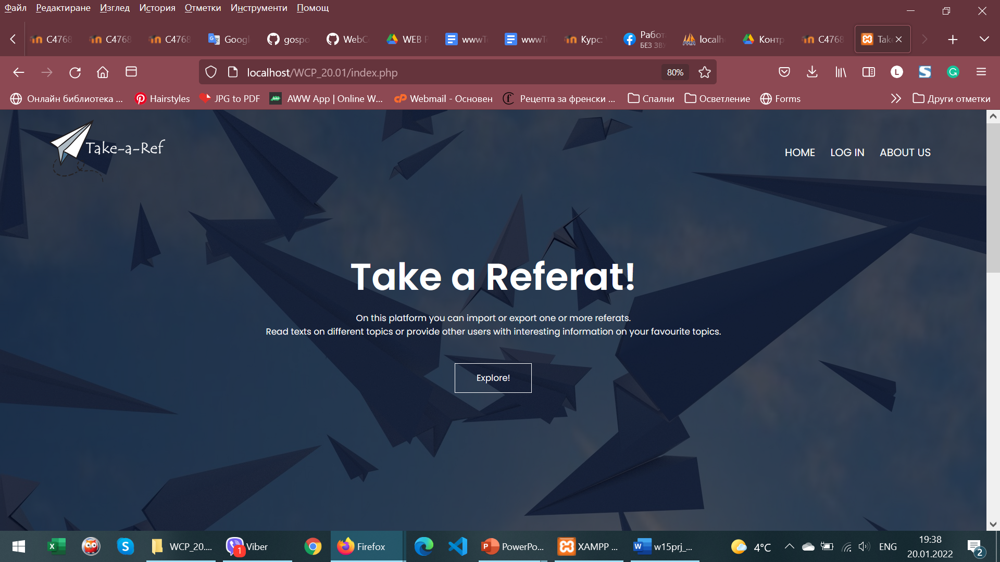 Файл Редактиране Изглед История Отметки Инструменти Помощ
C4768 C4768 C4768 Googl gospo WebCo WEB P wwwTe wwwTe Курс: Работ localh Контр C4768 Take
БЕЗ ЗВУ
localhost/WCP_20.01/index.php 80%
Онлайн библиотека ... Hairstyles JPG to PDF AWW App | Online W... Webmail - Основен Рецепта за френски ... Спални Осветление Forms Други отметки
Take-a-Ref
HOME LOG IN ABOUT US
Take a Referat!
On this platform you can import or export one or more referats.
Read texts on different topics or provide other users with interesting information on your favourite topics.
Explore!
WCP_20.... 1 Viber Firefox PowerPo... XAMPP ... w15prj_... 4°C ENG 19:38
20.01.2022 2